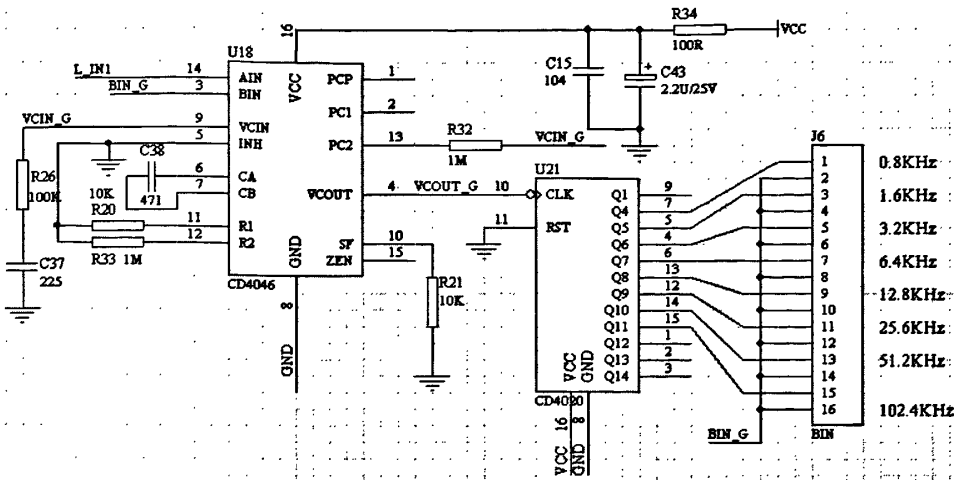 R34
100R
VCC
16
U18
L_IN1
14
AIN
BIN_G
3
BIN
VCC
PCP
1
C15
104
C43
2.2U/25V
+
PC1
2
VCIN_G
9
VCIN
5
INH
PC2
13
R32
1M
VCIN_G
J6
C38
471
6
CA
7
CB
R26
100K
10K
R20
11
R1
12
R2
R33 1M
VCOUT
4
VCOUT_G
10
U21
CLK
11
RST
GND
SF
10
ZEN
15
R21
10K
C37
225
CD4046
8
GND
Q1
9
Q4
7
Q5
5
Q6
4
Q7
6
Q8
13
Q9
12
Q10
14
Q11
15
Q12
1
Q13
2
Q14
3
VCC
GND
CD4020
16
8
VCC
GND
1
0.8KHz
2
3
1.6KHz
4
5
3.2KHz
6
7
6.4KHz
8
9
12.8KHz
10
11
25.6KHz
12
13
51.2KHz
14
15
16
102.4KHz
BIN_G
BIN